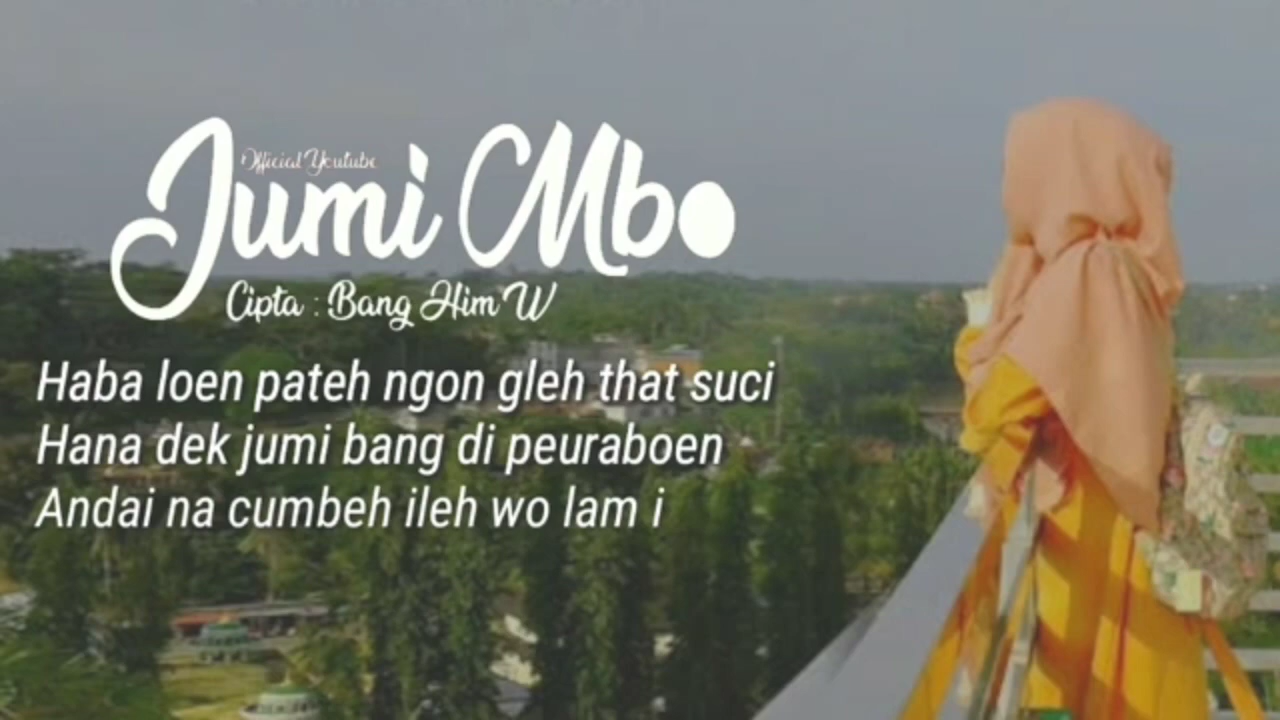 Official Youtube
Jumi Mbo
Cipta : Bang Him W
Haba loen pateh ngon gleh that suci
Hana dek jumi bang di peuraboen
Andai na cumbeh ileh wo lam i